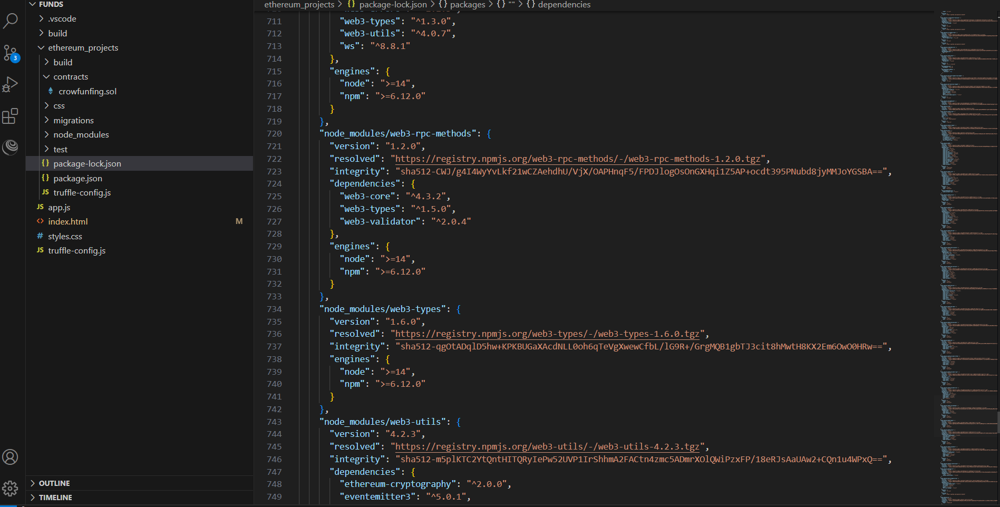 FUNDS
.vscode
build
ethereum_projects
build
contracts
crowfunfing.sol
css
migrations
node_modules
test
{} package-lock.json
{} package.json
JS truffle-config.js
JS app.js
<> index.html M
# styles.css
JS truffle-config.js
OUTLINE
TIMELINE
3
ethereum_projects > {} package-lock.json > {} packages > {} "" > {} dependencies
711 "web3-types": "^1.3.0",
712 "web3-utils": "^4.0.7",
713 "ws": "^8.8.1"
714 },
715 "engines": {
716 "node": ">=14",
717 "npm": ">=6.12.0"
718 }
719 },
720 "node_modules/web3-rpc-methods": {
721 "version": "1.2.0",
722 "resolved": "https://registry.npmjs.org/web3-rpc-methods/-/web3-rpc-methods-1.2.0.tgz",
723 "integrity": "sha512-CWJ/g4I4WyYvLkf21wCZAehdhU/VjX/OAPHnqF5/FPDJlogOsOnGXHqi1Z5AP+ocdt395PNubd8jyMMJoYGSBA==",
724 "dependencies": {
725 "web3-core": "^4.3.2",
726 "web3-types": "^1.5.0",
727 "web3-validator": "^2.0.4"
728 },
729 "engines": {
730 "node": ">=14",
731 "npm": ">=6.12.0"
732 }
733 },
734 "node_modules/web3-types": {
735 "version": "1.6.0",
736 "resolved": "https://registry.npmjs.org/web3-types/-/web3-types-1.6.0.tgz",
737 "integrity": "sha512-qgOtADqlD5hw+KPKBUGaXAcdNLL0oh6qTeVgXwewCfbL/lG9R+/GrgMQB1gbTJ3cit8hMwtH8KX2Em6OwO0HRw==",
738 "engines": {
739 "node": ">=14",
740 "npm": ">=6.12.0"
741 }
742 },
743 "node_modules/web3-utils": {
744 "version": "4.2.3",
745 "resolved": "https://registry.npmjs.org/web3-utils/-/web3-utils-4.2.3.tgz",
746 "integrity": "sha512-m5plKTC2YtQntHITQRyIePw52UVP1IrShhmA2FACtn4zmc5ADmrXOlQWiPzxFP/18eRJsAaUAw2+CQn1u4WPxQ==",
747 "dependencies": {
748 "ethereum-cryptography": "^2.0.0",
749 "eventemitter3": "^5.0.1",